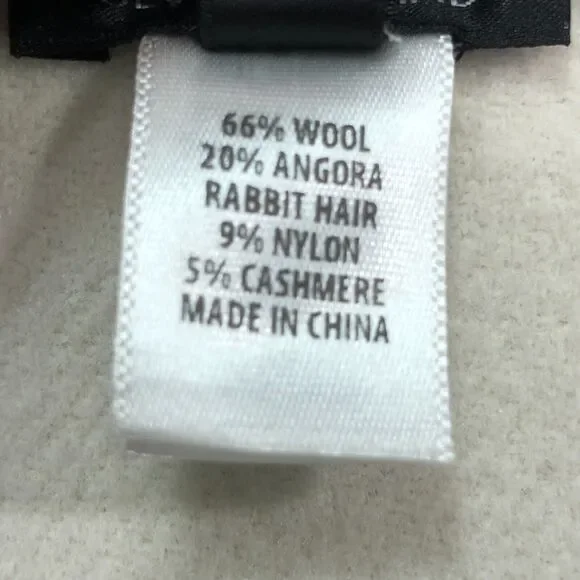 66% WOOL
20% ANGORA
RABBIT HAIR
9% NYLON
5% CASHMERE
MADE IN CHINA